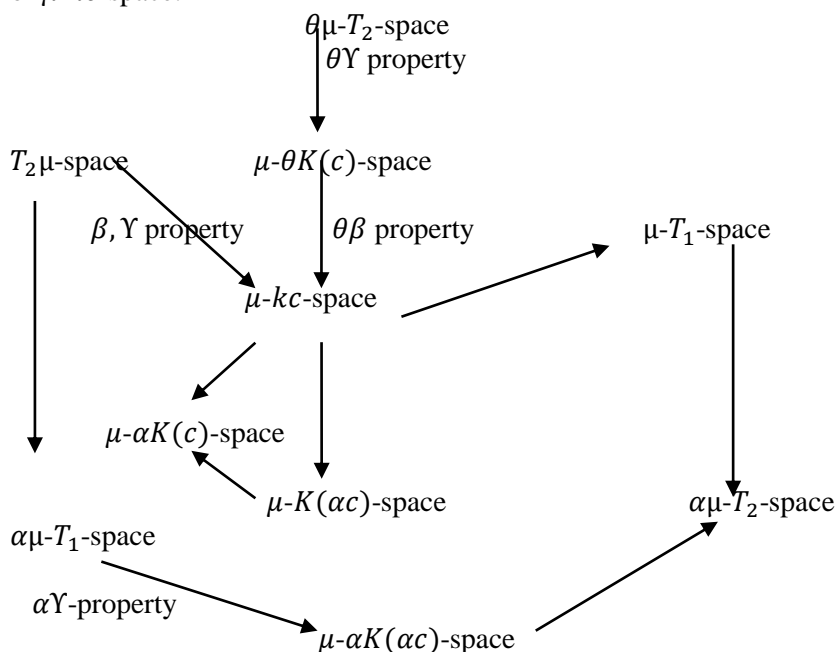 θμ-T₂-space
θϒ property
T₂μ-space
μ-θK(c)-space
β, ϒ property
θβ property
μ-T₁-space
μ-kc-space
μ-αK(c)-space
μ-K(αc)-space
αμ-T₂-space
αμ-T₁-space
αϒ-property
μ-αK(αc)-space